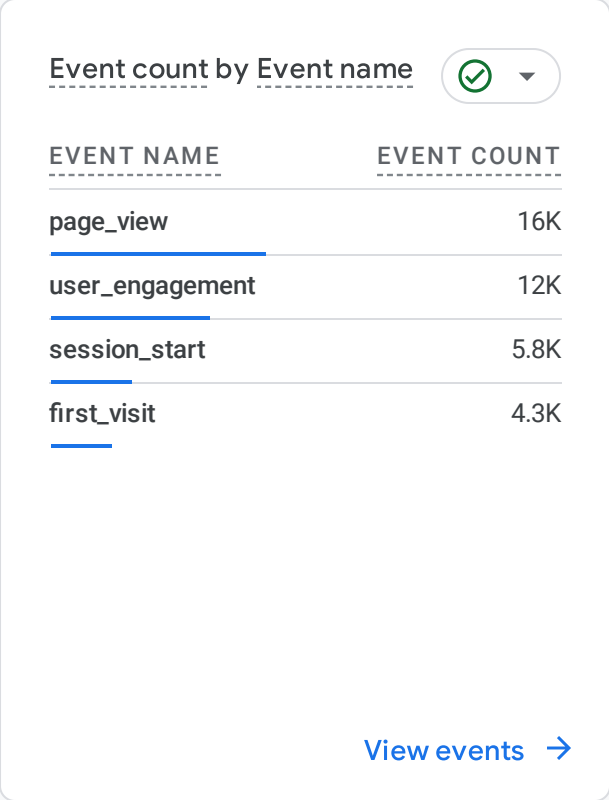 Event count by Event name
EVENT NAME EVENT COUNT
page_view 16K
user_engagement 12K
session_start 5.8K
first_visit 4.3K
View events